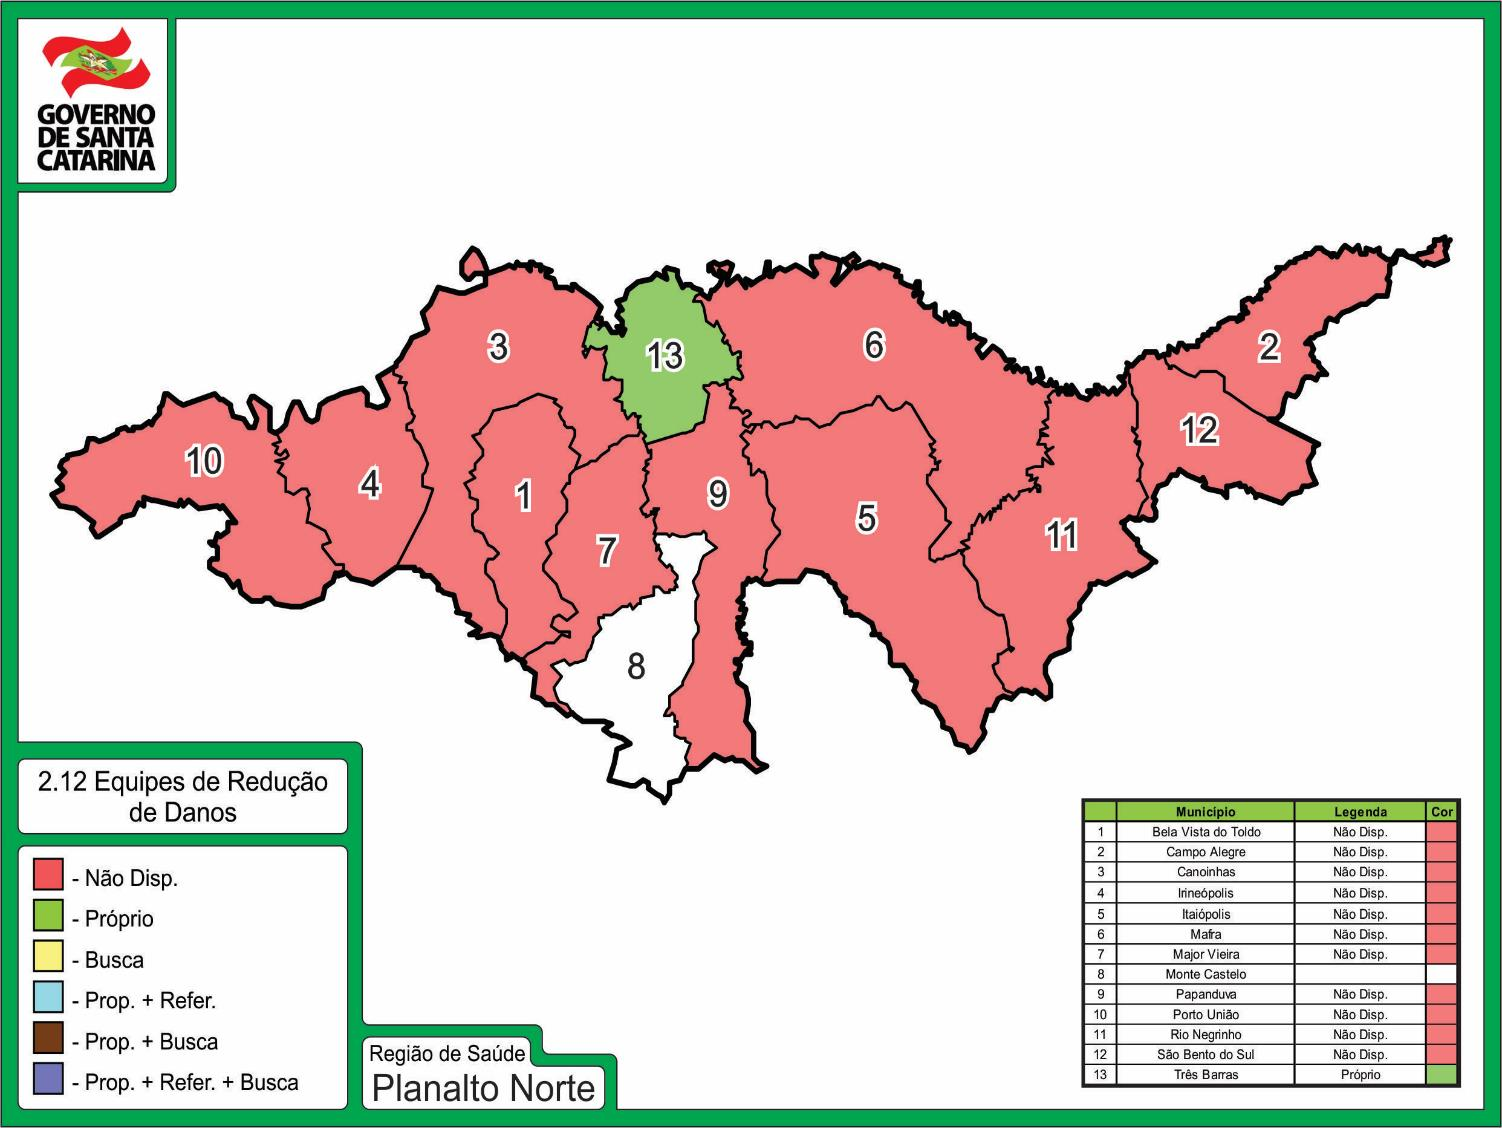 GOVERNO
DE SANTA
CATARINA
3
13
6
2
12
10
4
1
9
5
7
11
8
2.12 Equipes de Redução
de Danos
- Não Disp.
- Próprio
- Busca
- Prop. + Refer.
- Prop. + Busca
- Prop. + Refer. + Busca
Região de Saúde
Planalto Norte
Município Legenda Cor
1 Bela Vista do Toldo Não Disp.
2 Campo Alegre Não Disp.
3 Canoinhas Não Disp.
4 Irineópolis Não Disp.
5 Itaiópolis Não Disp.
6 Mafra Não Disp.
7 Major Vieira Não Disp.
8 Monte Castelo
9 Papanduva Não Disp.
10 Porto União Não Disp.
11 Rio Negrinho Não Disp.
12 São Bento do Sul Não Disp.
13 Três Barras Próprio